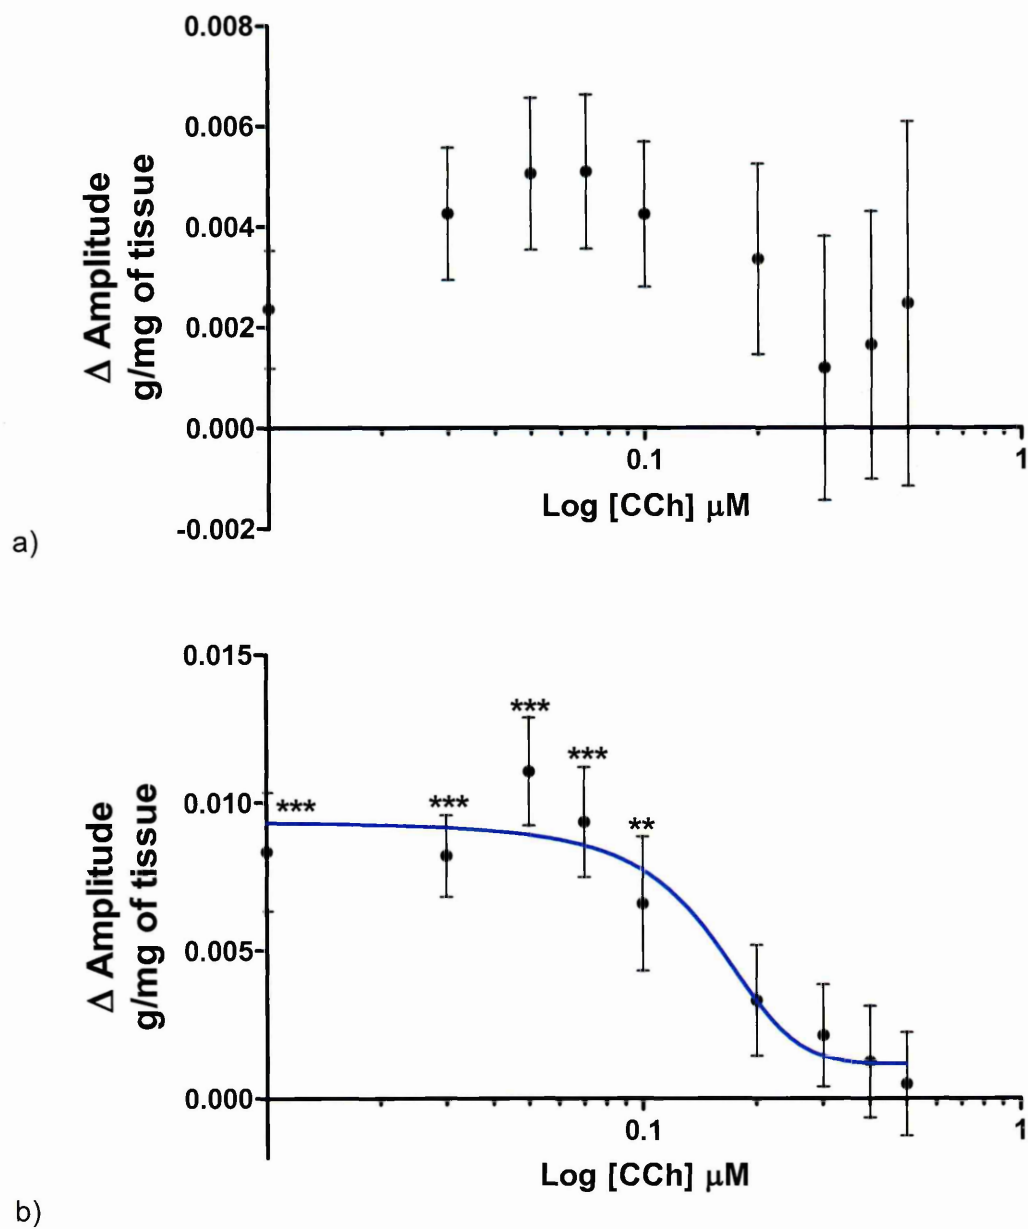 0.008
0.006
0.004
0.002
0.000
-0.002
Δ Amplitude
g/mg of tissue
0.1
1
Log [CCh] μM
a)
0.015
0.010
0.005
0.000
Δ Amplitude
g/mg of tissue
***
***
***
***
**
0.1
1
Log [CCh] μM
b)